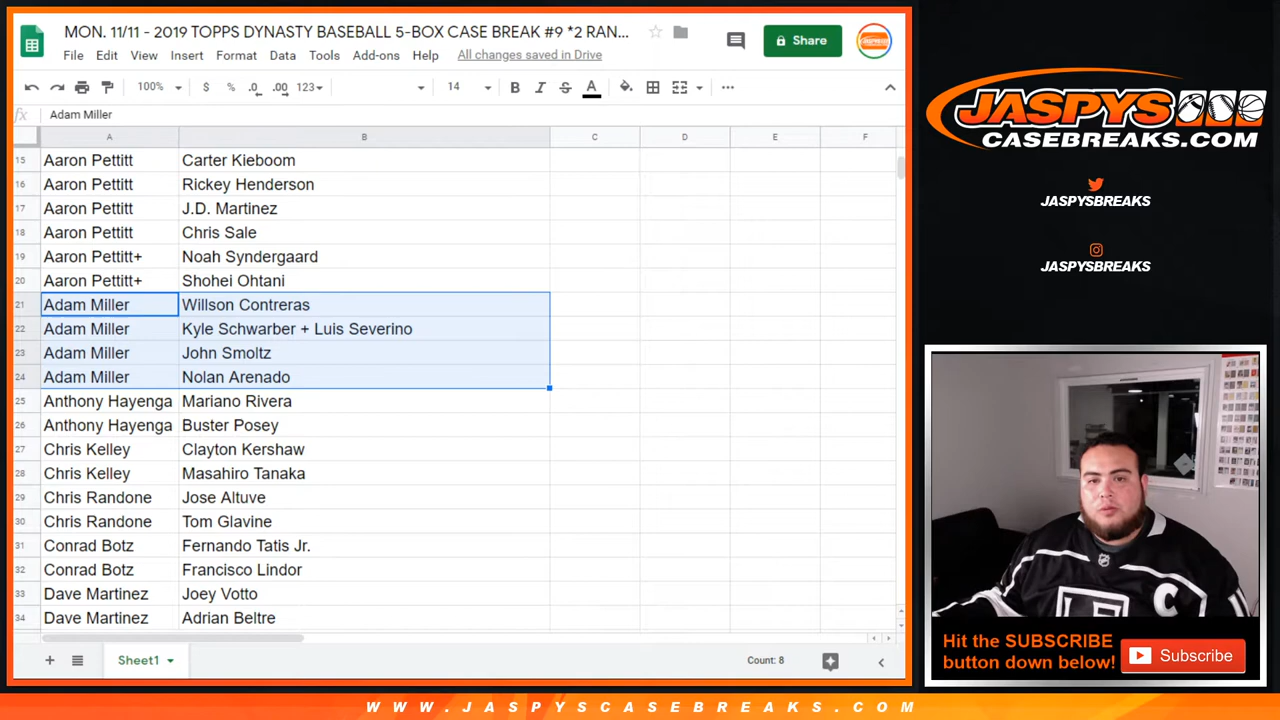 MON. 11/11 - 2019 TOPPS DYNASTY BASEBALL 5-BOX CASE BREAK #9 *2 RAN...
File Edit View Insert Format Data Tools Add-ons Help All changes saved in Drive
Share
100% $ % .0 .00 123 14 B I S A
fx Adam Miller
A B C D E F
15 Aaron Pettitt Carter Kieboom
16 Aaron Pettitt Rickey Henderson
17 Aaron Pettitt J.D. Martinez
18 Aaron Pettitt Chris Sale
19 Aaron Pettitt+ Noah Syndergaard
20 Aaron Pettitt+ Shohei Ohtani
21 Adam Miller Willson Contreras
22 Adam Miller Kyle Schwarber + Luis Severino
23 Adam Miller John Smoltz
24 Adam Miller Nolan Arenado
25 Anthony Hayenga Mariano Rivera
26 Anthony Hayenga Buster Posey
27 Chris Kelley Clayton Kershaw
28 Chris Kelley Masahiro Tanaka
29 Chris Randone Jose Altuve
30 Chris Randone Tom Glavine
31 Conrad Botz Fernando Tatis Jr.
32 Conrad Botz Francisco Lindor
33 Dave Martinez Joey Votto
34 Dave Martinez Adrian Beltre
Sheet1
Count: 8
JASPYS
CASEBREAKS.COM
JASPYSBREAKS
JASPYSBREAKS
C
LA
Hit the SUBSCRIBE
button down below!
Subscribe
WWW.JASPYSCASEBREAKS.COM